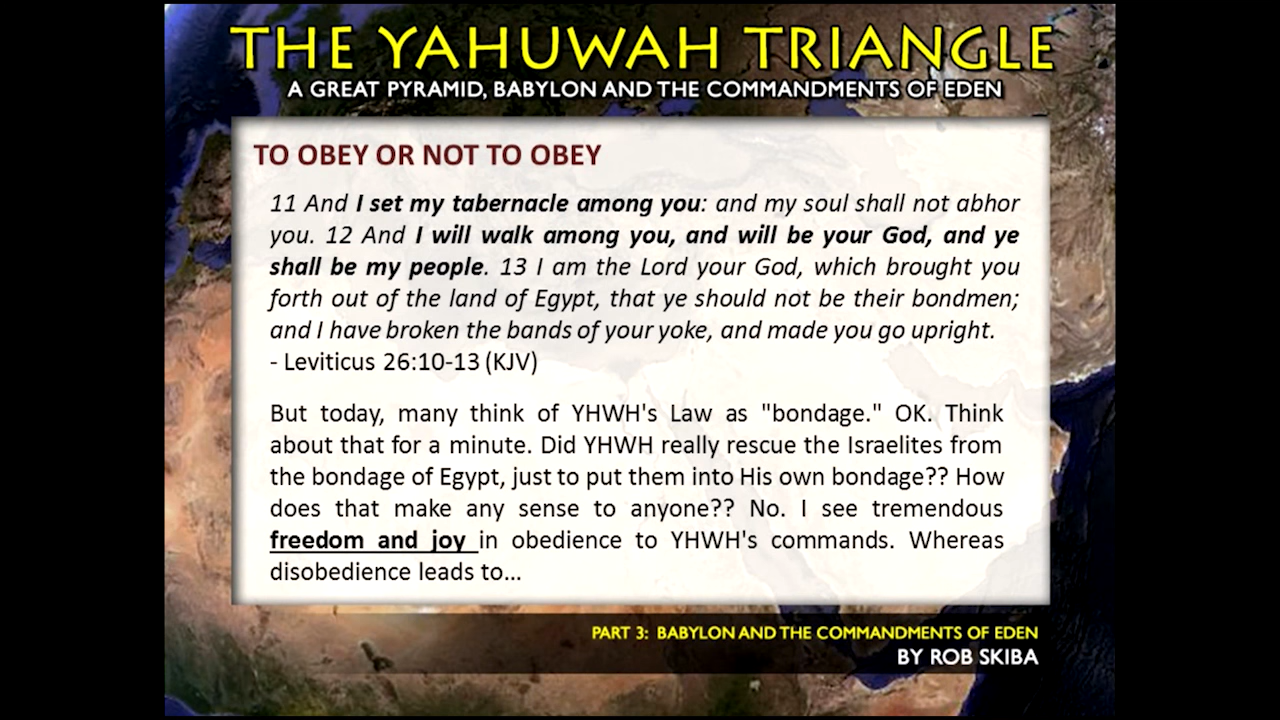 THE YAHUWAH TRIANGLE
A GREAT PYRAMID, BABYLON AND THE COMMANDMENTS OF EDEN
TO OBEY OR NOT TO OBEY
11 And I set my tabernacle among you: and my soul shall not abhor
you. 12 And I will walk among you, and will be your God, and ye
shall be my people. 13 I am the Lord your God, which brought you
forth out of the land of Egypt, that ye should not be their bondmen;
and I have broken the bands of your yoke, and made you go upright.
- Leviticus 26:10-13 (KJV)
But today, many think of YHWH's Law as "bondage." OK. Think
about that for a minute. Did YHWH really rescue the Israelites from
the bondage of Egypt, just to put them into His own bondage?? How
does that make any sense to anyone?? No. I see tremendous
freedom and joy in obedience to YHWH's commands. Whereas
disobedience leads to...
PART 3: BABYLON AND THE COMMANDMENTS OF EDEN
BY ROB SKIBA